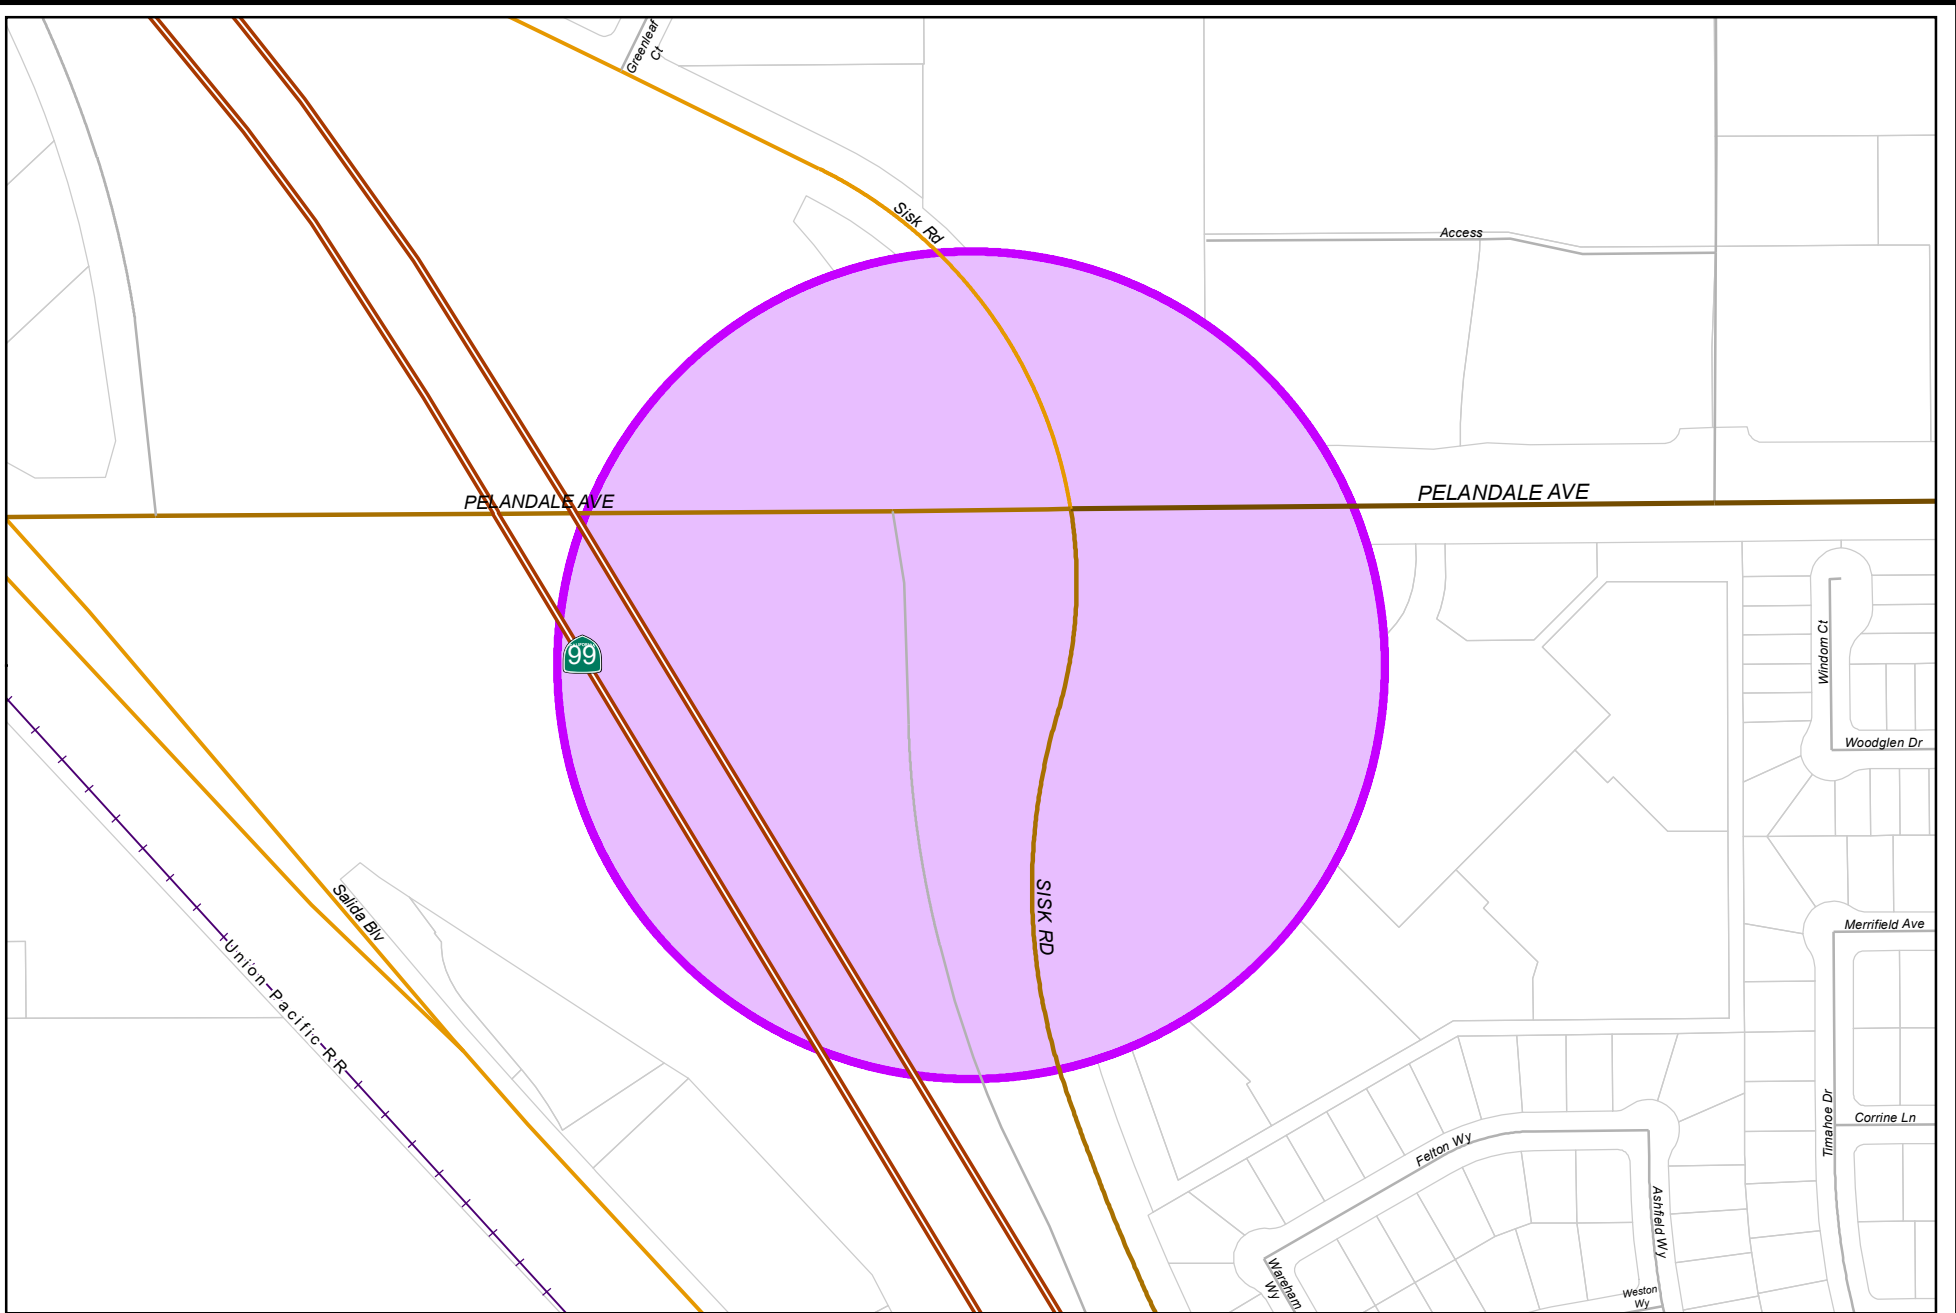 Greenleaf
Ct
Sisk Rd
Access
PELANDALE AVE
PELANDALE AVE
99
Windom Ct
Woodglen Dr
Salida Blv
SISK RD
Merrifield Ave
Union Pacific RR
Timahoe Dr
Corrine Ln
Felton Wy
Ashfield Wy
Wareham
Wy
Weston
Wy